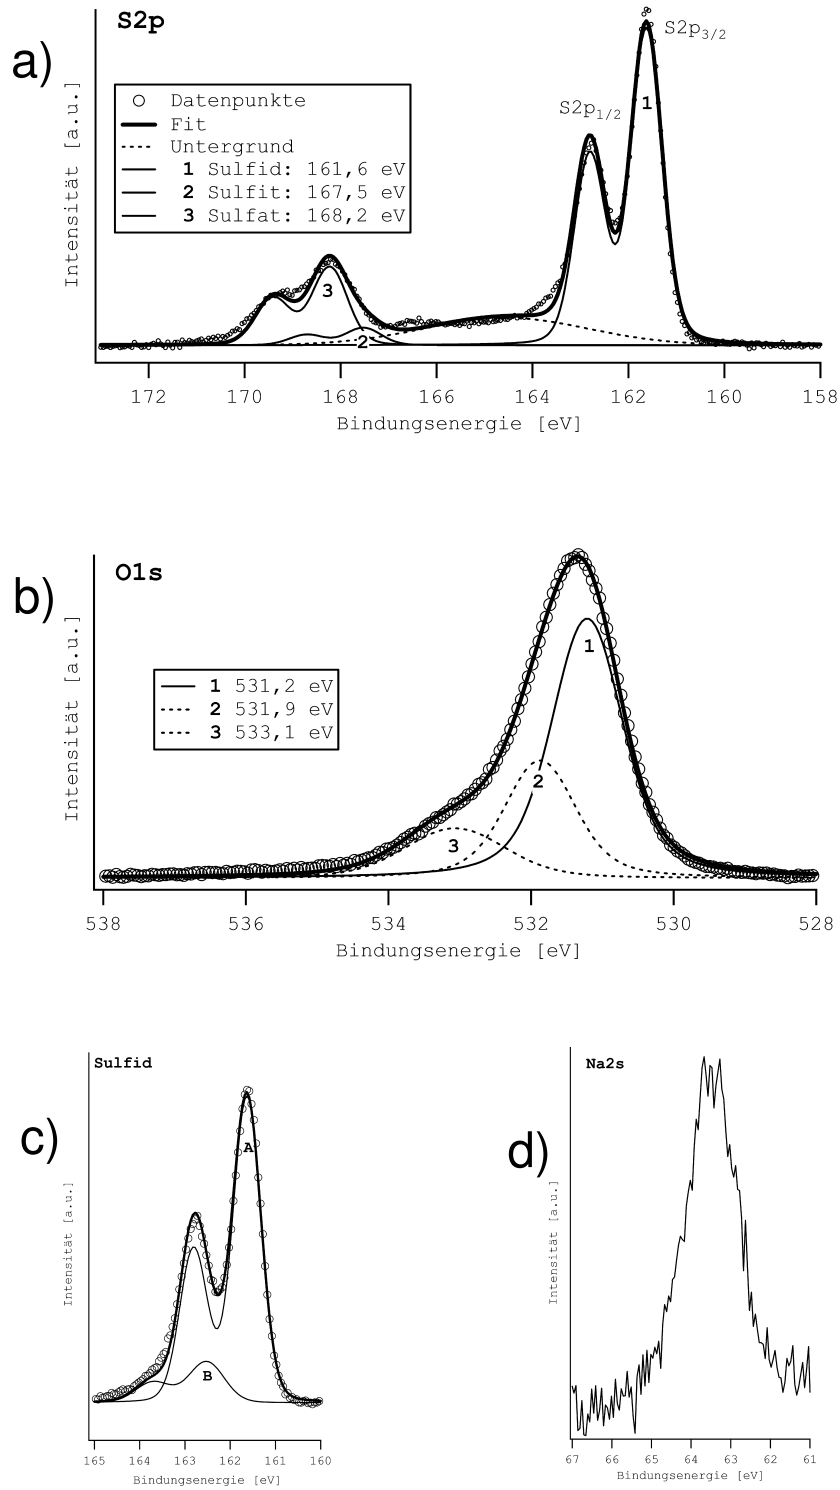 a)
S2p
S2p3/2
S2p1/2
1
Datenpunkte
Fit
Untergrund
1 Sulfid: 161,6 eV
2 Sulfit: 167,5 eV
3 Sulfat: 168,2 eV
3
2
Intensität [a.u.]
172 170 168 166 164 162 160 158
Bindungsenergie [eV]
b)
O1s
1
1 531,2 eV
2 531,9 eV
3 533,1 eV
2
3
Intensität [a.u.]
538 536 534 532 530 528
Bindungsenergie [eV]
c)
Sulfid
A
B
Intensität [a.u.]
165 164 163 162 161 160
Bindungsenergie [eV]
d)
Na2s
Intensität [a.u.]
67 66 65 64 63 62 61
Bindungsenergie [eV]